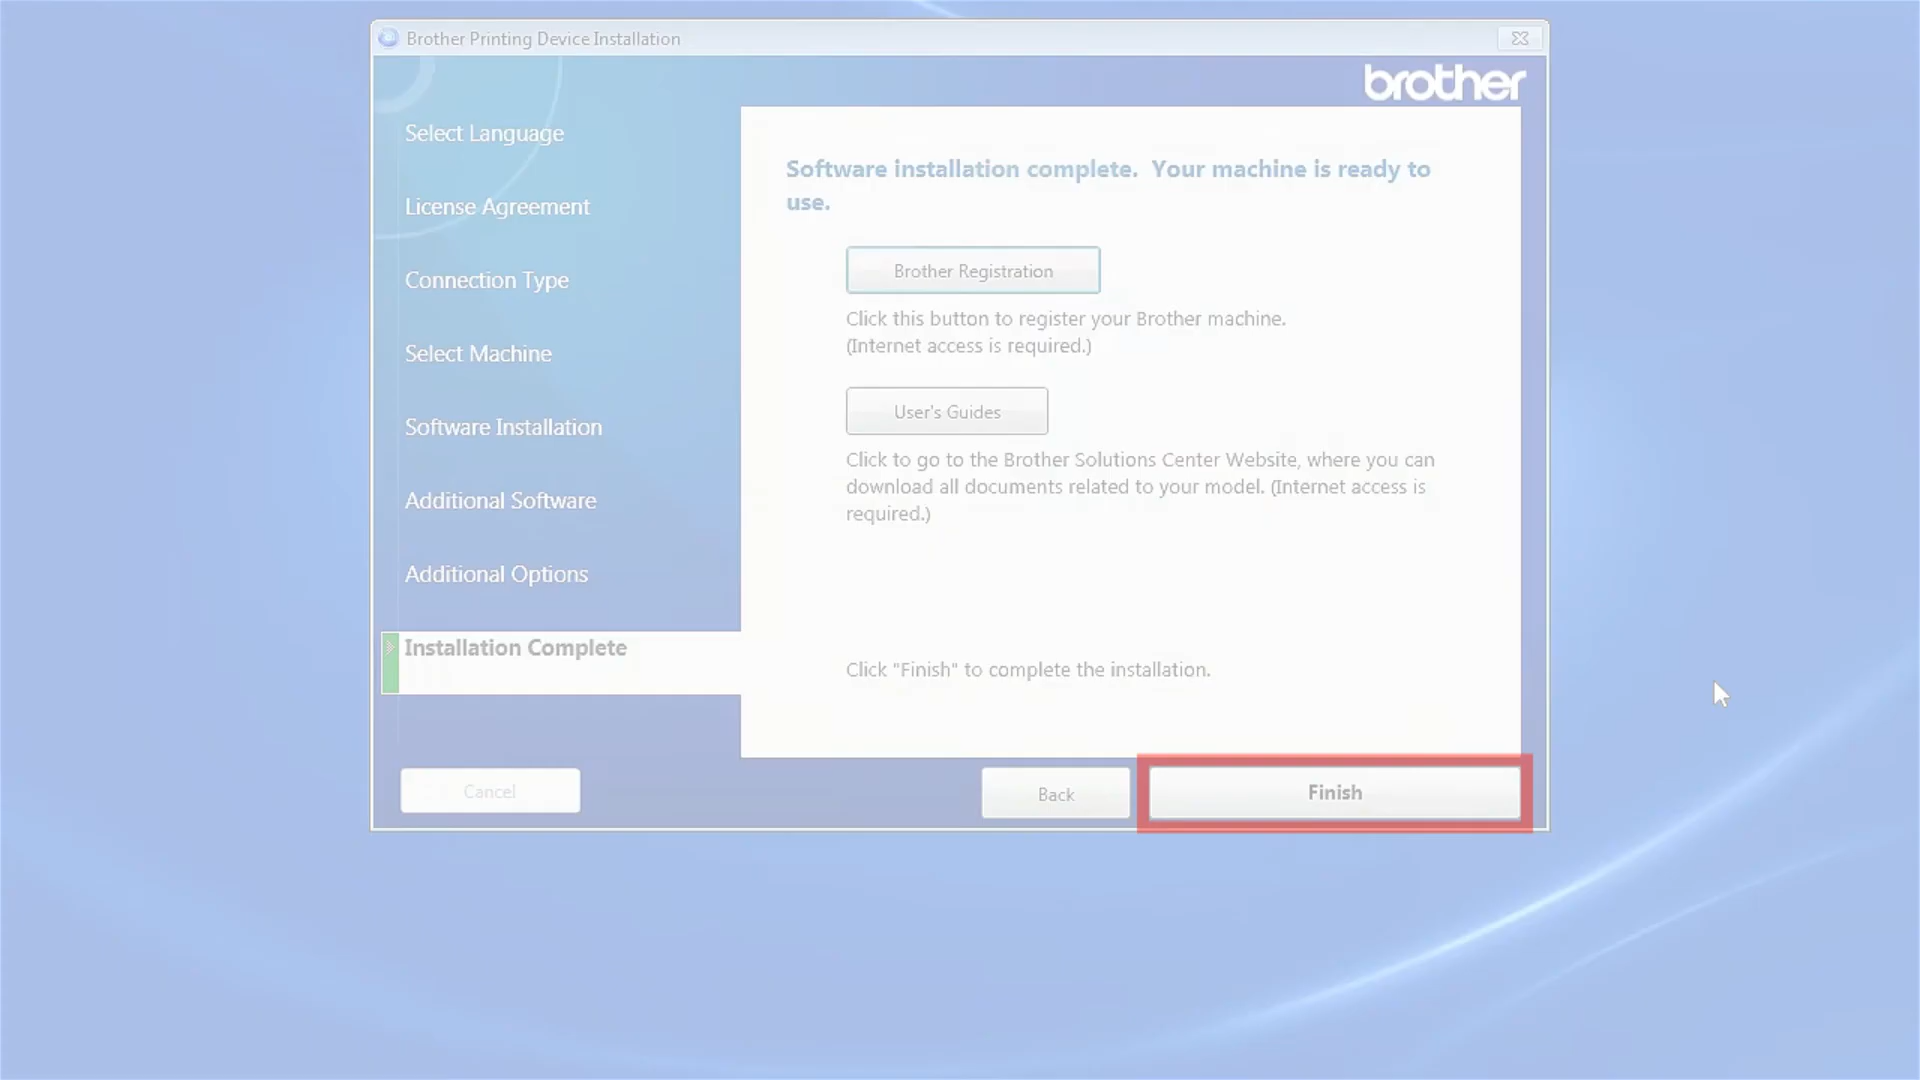 Brother Printing Device Installation
brother
Select Language
License Agreement
Connection Type
Select Machine
Software Installation
Additional Software
Additional Options
Installation Complete
Software installation complete. Your machine is ready to
use.
Brother Registration
Click this button to register your Brother machine.
(Internet access is required.)
User's Guides
Click to go to the Brother Solutions Center Website, where you can
download all documents related to your model. (Internet access is
required.)
Click "Finish" to complete the installation.
Cancel
Back
Finish